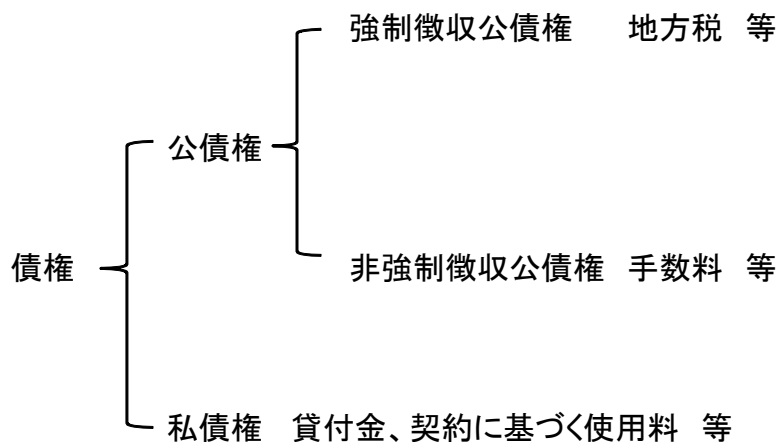 強制徴収公債権　地方税　等
公債権
債権
非強制徴収公債権　手数料　等
私債権　貸付金、契約に基づく使用料　等